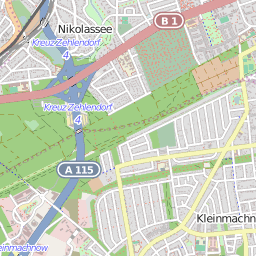 Nikolassee
B 1
Kreuz Zehlendorf
4
Kreuz Zehlendorf
4
A 115
Kleinmachn
einmachnow